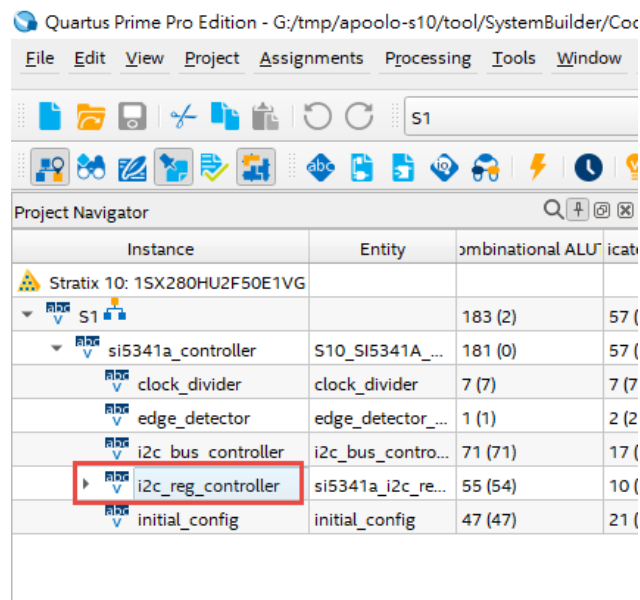 Quartus Prime Pro Edition - G:/tmp/apoolo-s10/tool/SystemBuilder/Coc
File Edit View Project Assignments Processing Tools Window
S1
Project Navigator
Instance Entity ombinational ALUT icate
Stratix 10: 1SX280HU2F50E1VG
S1 183 (2) 57 (
si5341a_controller S10_SI5341A_... 181 (0) 57 (
clock_divider clock_divider 7 (7) 7 (7
edge_detector edge_detector_... 1 (1) 2 (2
i2c_bus_controller i2c_bus_contro... 71 (71) 17 (
i2c_reg_controller si5341a_i2c_re... 55 (54) 10 (
initial_config initial_config 47 (47) 21 (